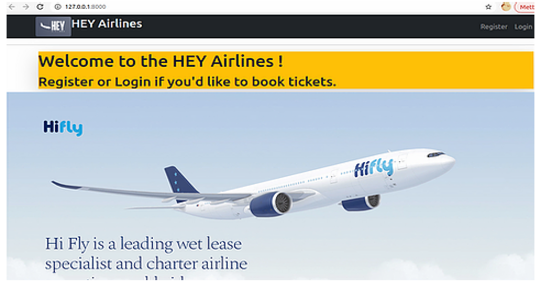 127.0.0.1:8000
HEY
HEY Airlines
Register Login
Welcome to the HEY Airlines !
Register or Login if you'd like to book tickets.
Hifly
Hifly
Hi Fly is a leading wet lease
specialist and charter airline